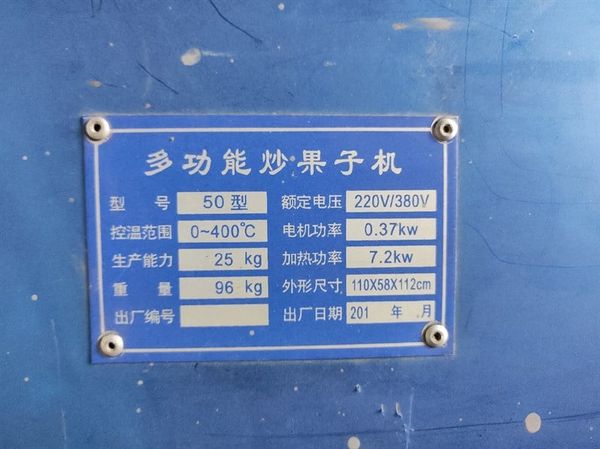 多功能炒果子机
型 号 50型 额定电压 220V/380V
控温范围 0~400℃ 电机功率 0.37kw
生产能力 25 kg 加热功率 7.2kw
重 量 96 kg 外形尺寸 110X58X112cm
出厂编号 出厂日期 201 年 月